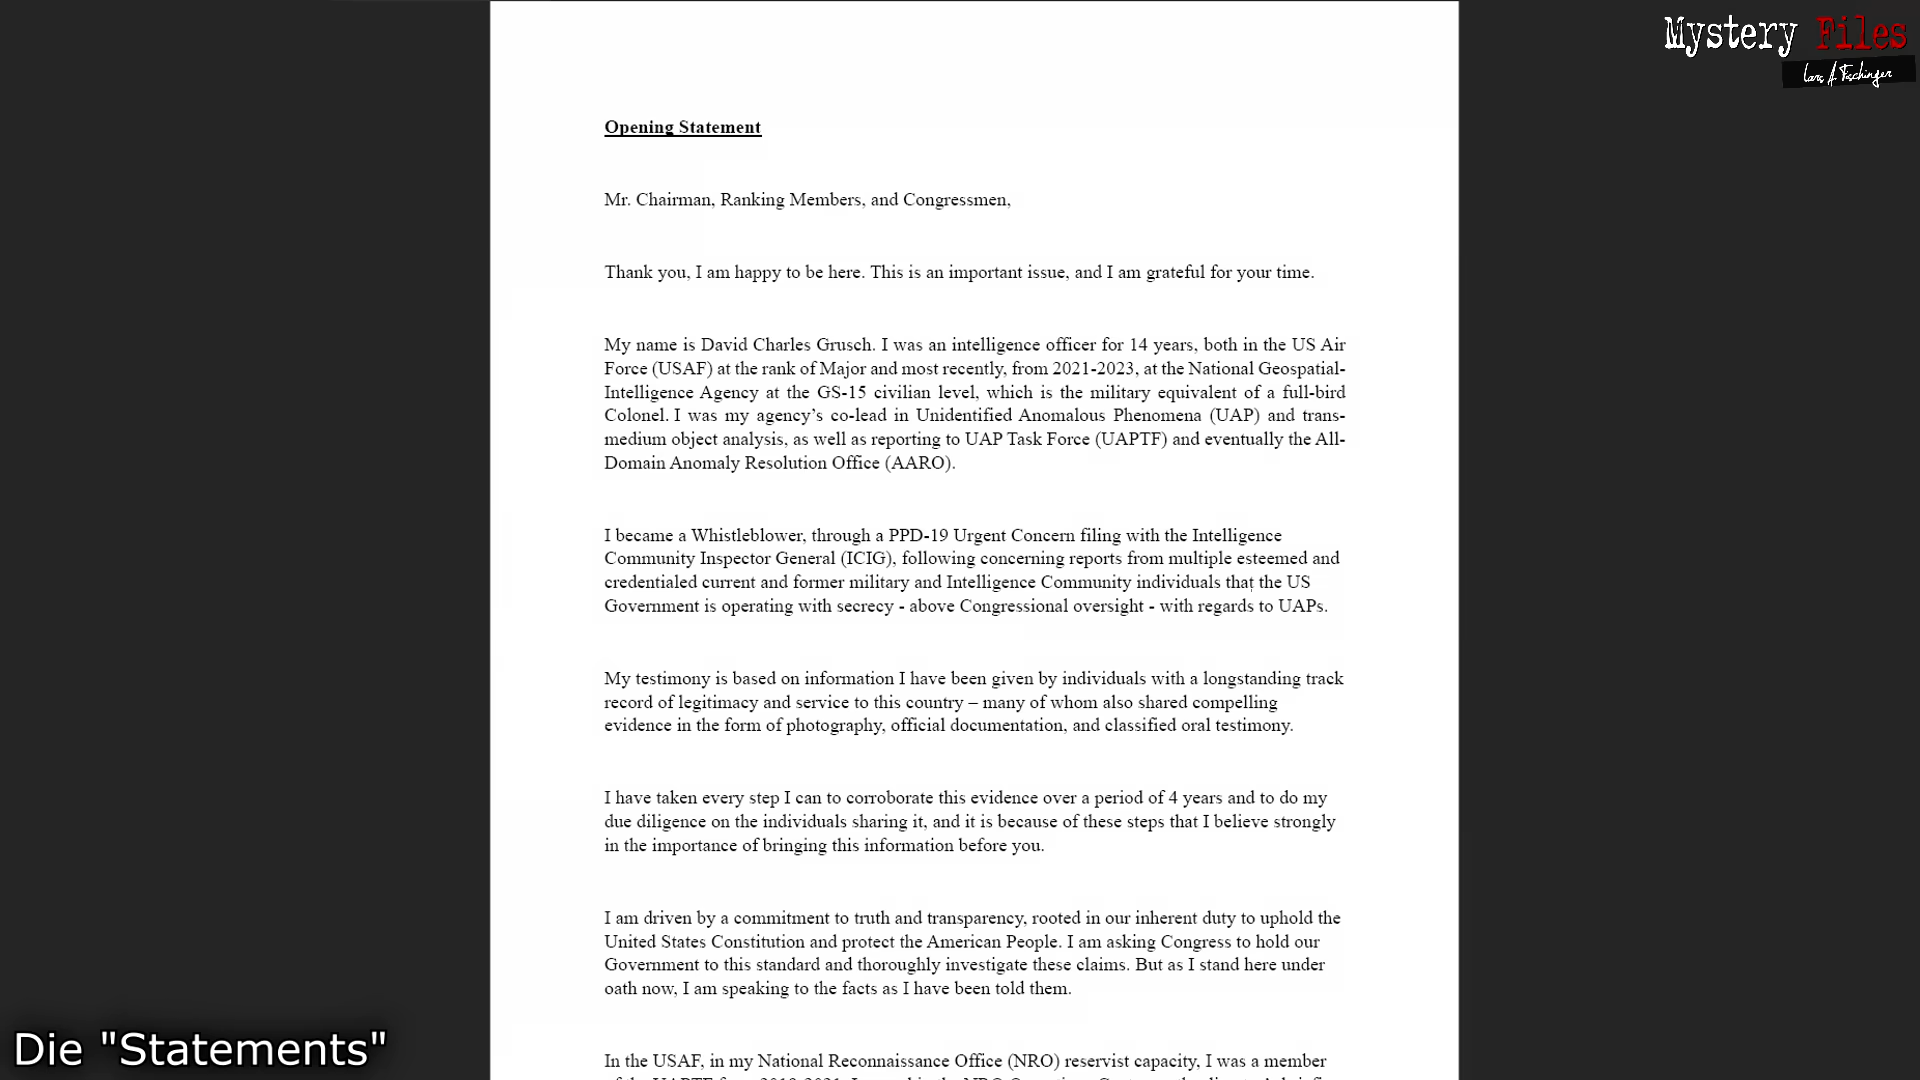 Mystery Files
Lars A. Fischinger
Opening Statement
Mr. Chairman, Ranking Members, and Congressmen,
Thank you, I am happy to be here. This is an important issue, and I am grateful for your time.
My name is David Charles Grusch. I was an intelligence officer for 14 years, both in the US Air
Force (USAF) at the rank of Major and most recently, from 2021-2023, at the National Geospatial-
Intelligence Agency at the GS-15 civilian level, which is the military equivalent of a full-bird
Colonel. I was my agency’s co-lead in Unidentified Anomalous Phenomena (UAP) and trans-
medium object analysis, as well as reporting to UAP Task Force (UAPTF) and eventually the All-
Domain Anomaly Resolution Office (AARO).
I became a Whistleblower, through a PPD-19 Urgent Concern filing with the Intelligence
Community Inspector General (ICIG), following concerning reports from multiple esteemed and
credentialed current and former military and Intelligence Community individuals that the US
Government is operating with secrecy - above Congressional oversight - with regards to UAPs.
My testimony is based on information I have been given by individuals with a longstanding track
record of legitimacy and service to this country – many of whom also shared compelling
evidence in the form of photography, official documentation, and classified oral testimony.
I have taken every step I can to corroborate this evidence over a period of 4 years and to do my
due diligence on the individuals sharing it, and it is because of these steps that I believe strongly
in the importance of bringing this information before you.
I am driven by a commitment to truth and transparency, rooted in our inherent duty to uphold the
United States Constitution and protect the American People. I am asking Congress to hold our
Government to this standard and thoroughly investigate these claims. But as I stand here under
oath now, I am speaking to the facts as I have been told them.
In the USAF, in my National Reconnaissance Office (NRO) reservist capacity, I was a member
Die "Statements"